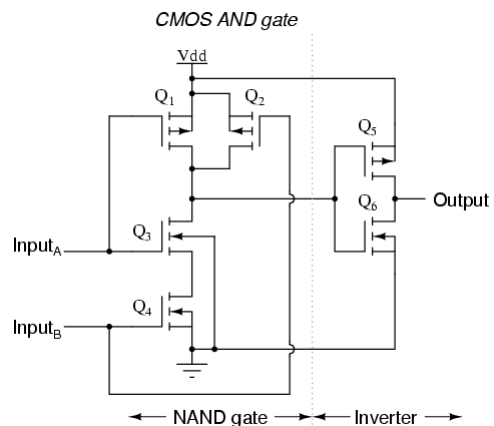 CMOS AND gate
Vdd
Q1
Q2
Q5
Q6
Output
InputA
Q3
InputB
Q4
NAND gate
Inverter